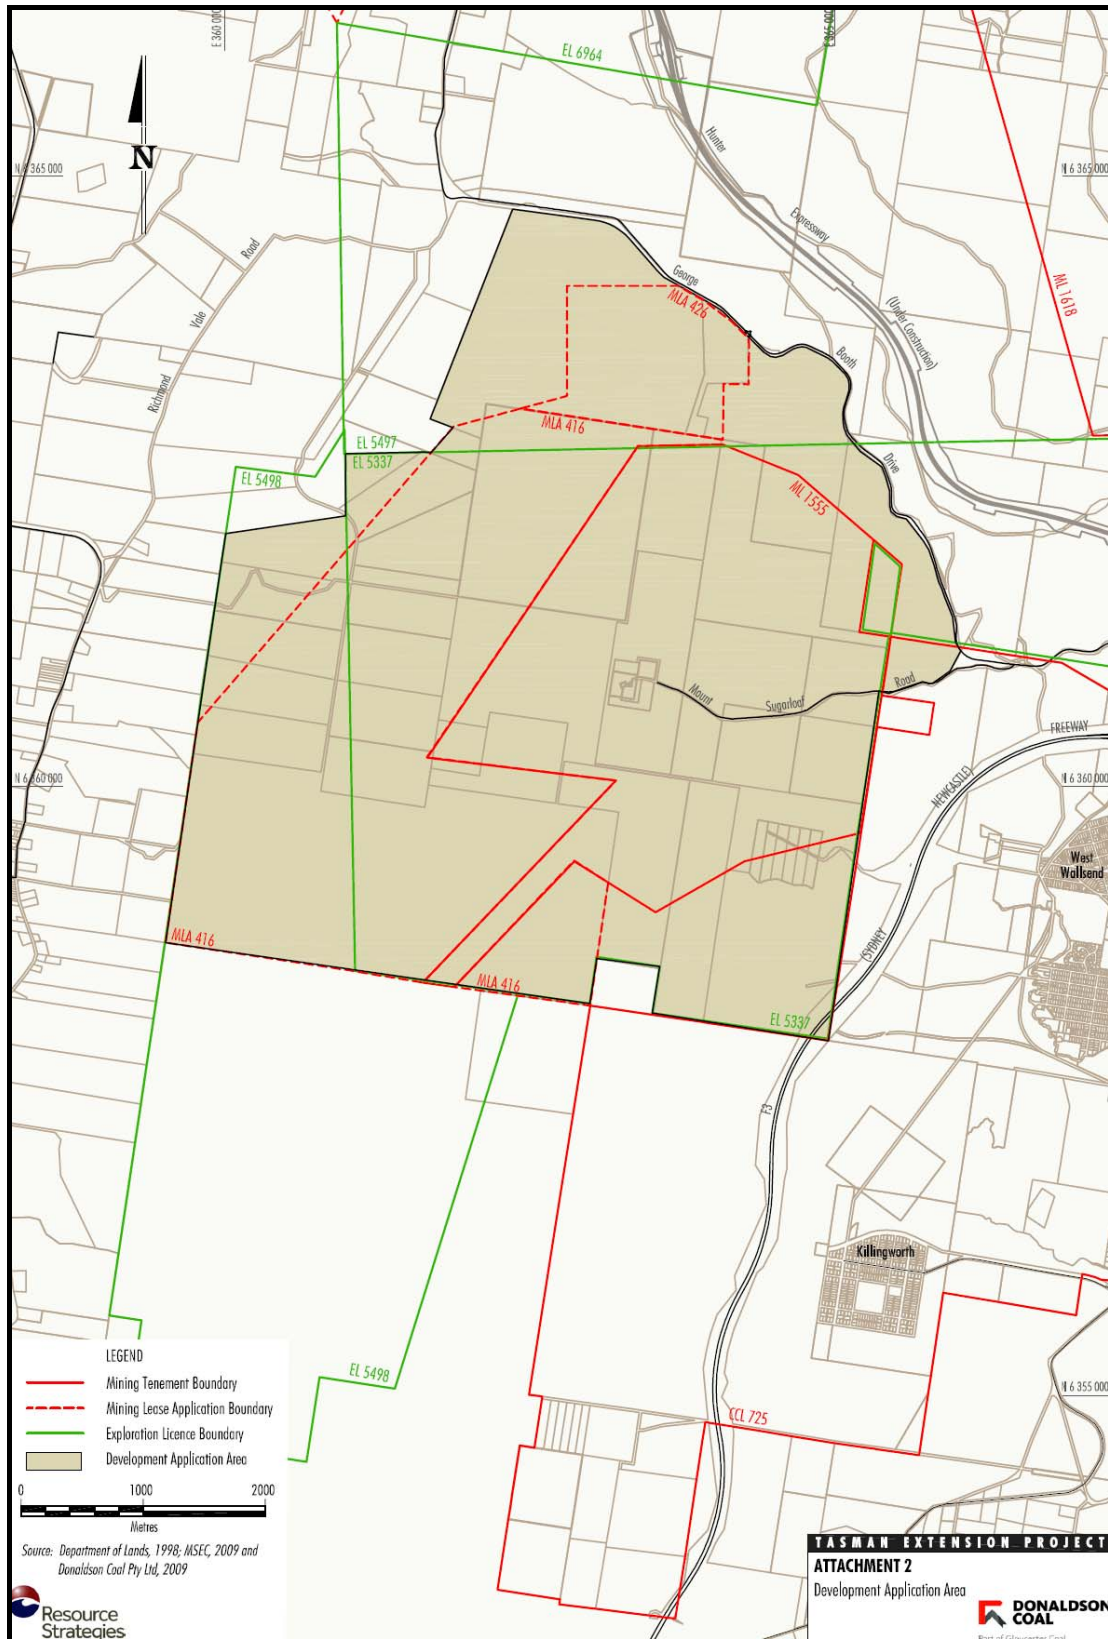 E 360 000
E 365 000
EL 6964
Hunter
N
N 6 365 000
N 6 365 000
Expressway
Road
George
MLA 426
ML 1618
(Under Construction)
Vale
Booth
Richmond
MLA 416
EL 5497
EL 5337
EL 5498
Drive
ML 1555
Mount
Sugarloaf
Road
FREEWAY
N 6 360 000
N 6 360 000
NEWCASTLE)
West
Wallsend
MLA 416
(SYDNEY
MLA 416
EL 5337
F3
Killingworth
LEGEND
Mining Tenement Boundary
Mining Lease Application Boundary
Exploration Licence Boundary
Development Application Area
EL 5498
N 6 355 000
CCL 725
0 1000 2000
Metres
Source: Department of Lands, 1998; MSEC, 2009 and
Donaldson Coal Pty Ltd, 2009
Resource
Strategies
TASMAN EXTENSION PROJECT
ATTACHMENT 2
Development Application Area
DONALDSON
COAL
Part of Gloucester Coal